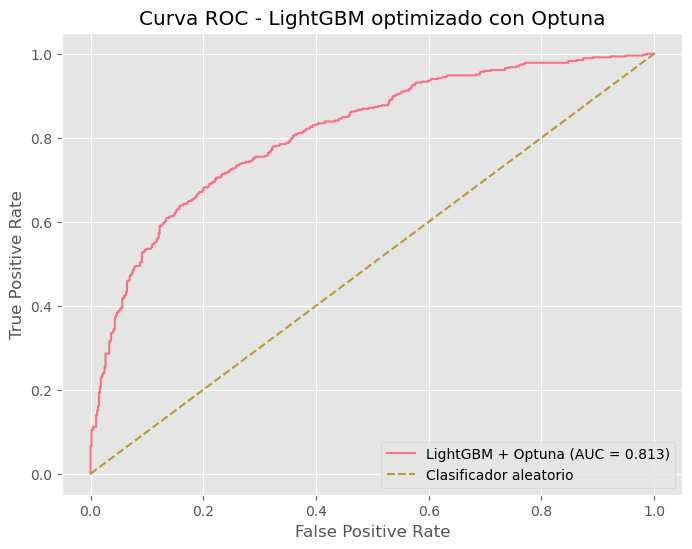 Curva ROC - LightGBM optimizado con Optuna
True Positive Rate
1.0
0.8
0.6
0.4
0.2
0.0
LightGBM + Optuna (AUC = 0.813)
Clasificador aleatorio
0.0 0.2 0.4 0.6 0.8 1.0
False Positive Rate